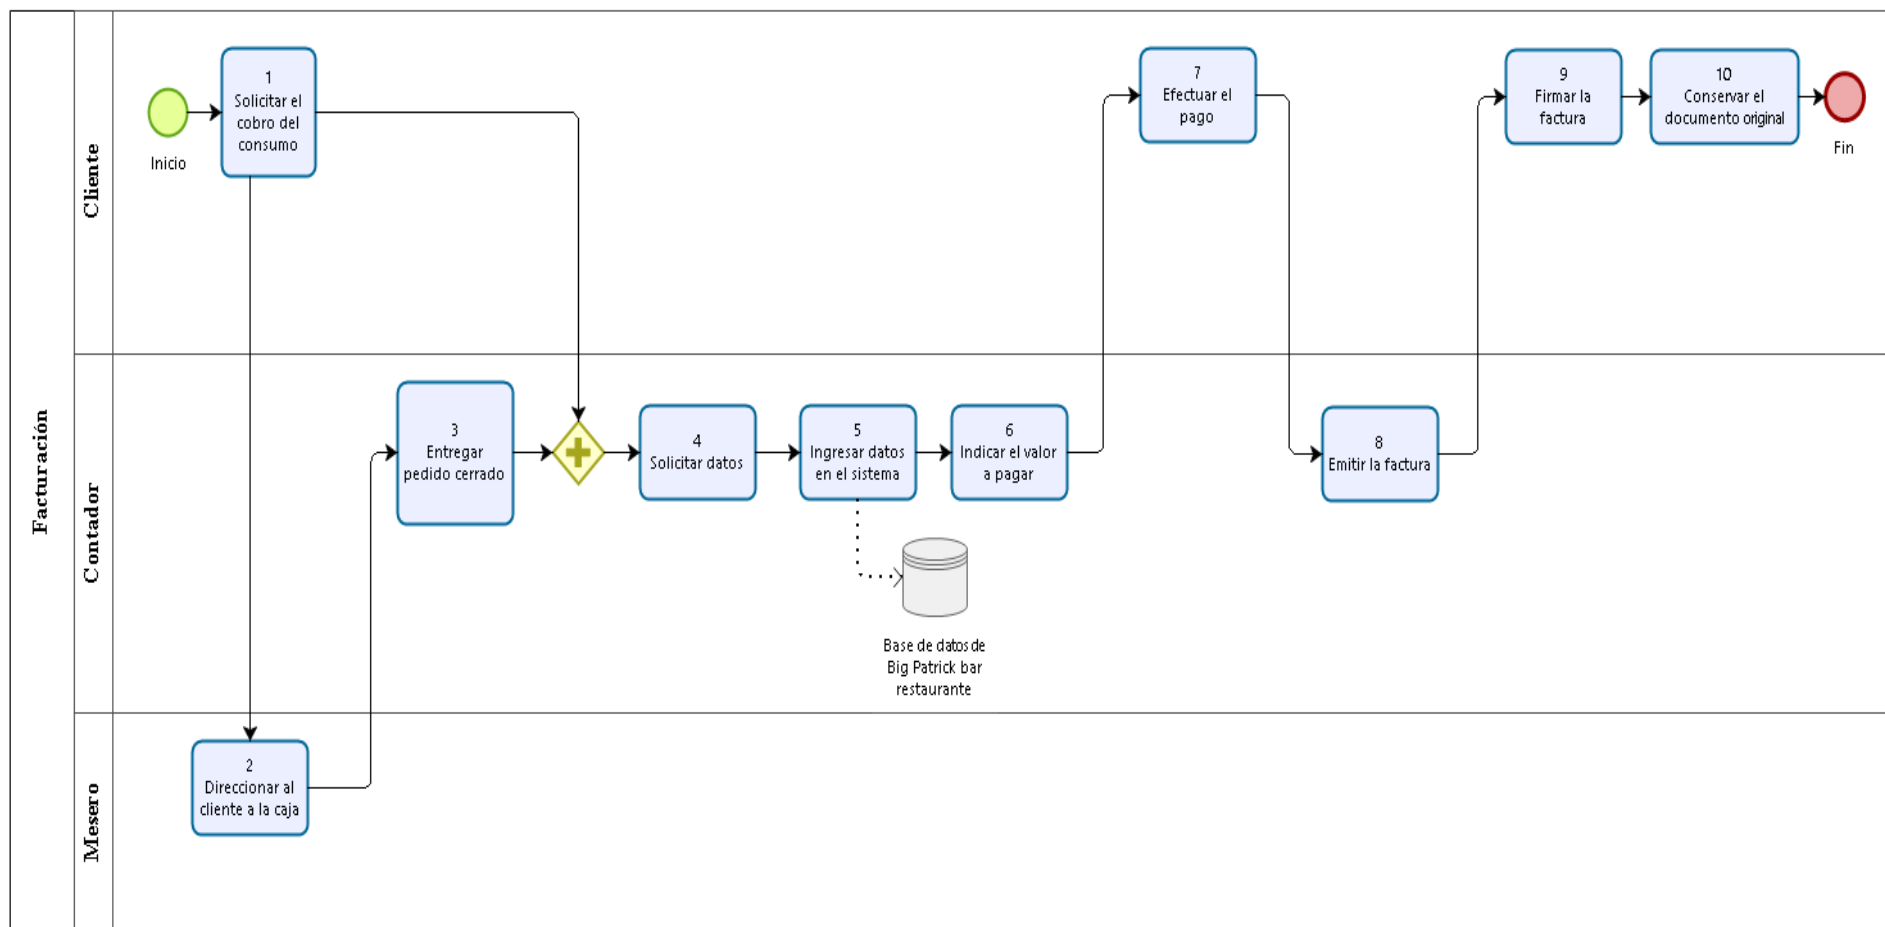 Facturación
Cliente
Inicio
1
Solicitar el
cobro del
consumo
7
Efectuar el
pago
9
Firmar la
factura
10
Conservar el
documento original
Fin
Contador
3
Entregar
pedido cerrado
4
Solicitar datos
5
Ingresar datos
en el sistema
6
Indicar el valor
a pagar
8
Emitir la factura
Base de datos de
Big Patrick bar
restaurante
Mesero
2
Direccionar al
cliente a la caja